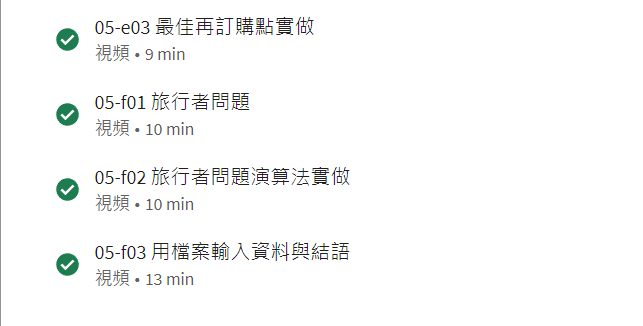 05-e03 最佳再訂購點實做
視頻 • 9 min
05-f01 旅行者問題
視頻 • 10 min
05-f02 旅行者問題演算法實做
視頻 • 10 min
05-f03 用檔案輸入資料與結語
視頻 • 13 min